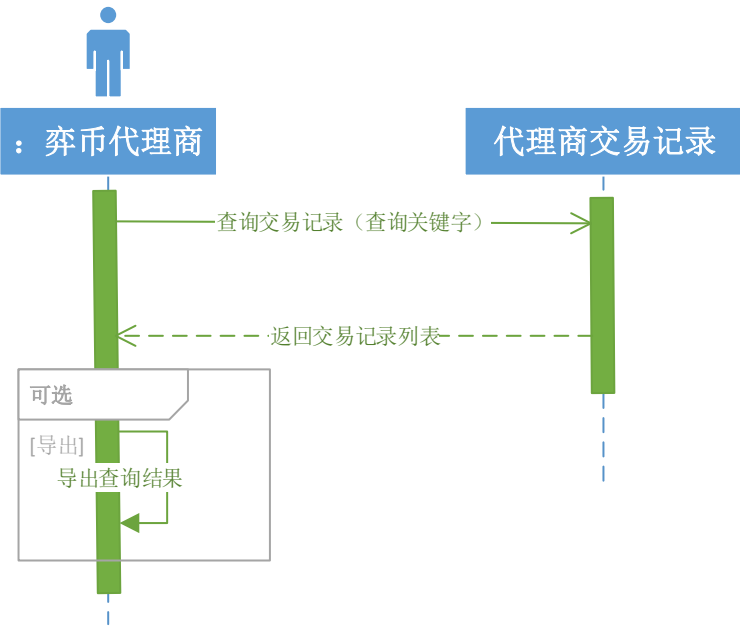 ：弈币代理商
代理商交易记录
查询交易记录（查询关键字）
返回交易记录列表
可选
[导出]
导出查询结果